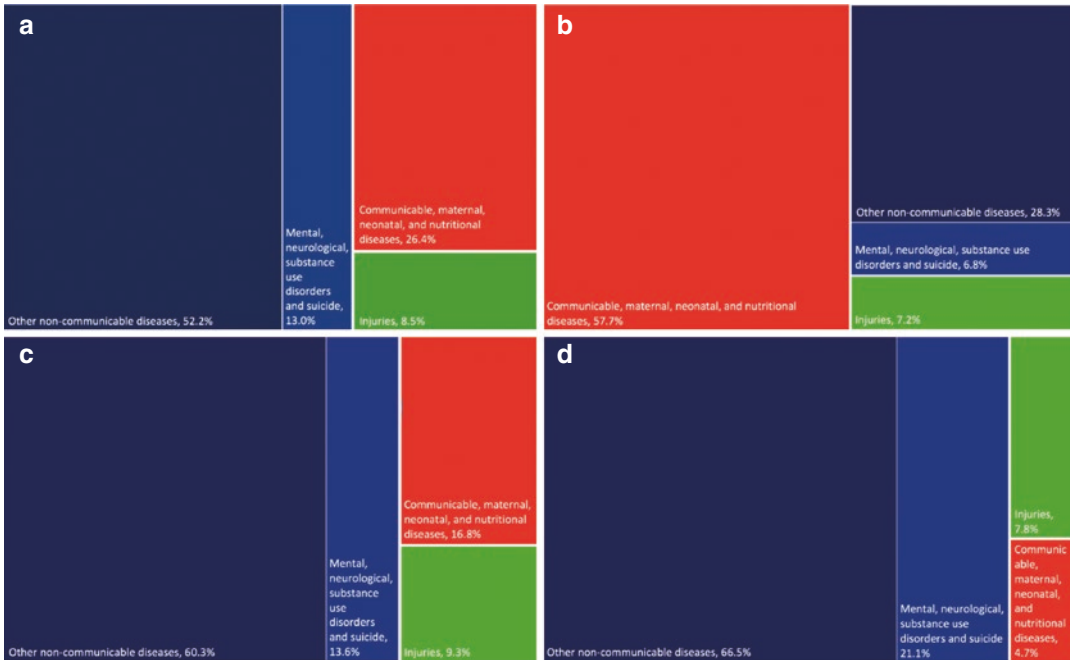 a
Communicable, maternal,
neonatal, and nutritional
diseases, 26.4%
Mental,
neurological,
substance
use
disorders
and suicide,
13.0%
Other non-communicable diseases, 52.2%
Injuries, 8.5%
b
Other non-communicable diseases, 28.3%
Mental, neurological, substance use
disorders and suicide, 6.8%
Communicable, maternal, neonatal, and nutritional
diseases, 57.7%
Injuries, 7.2%
c
Communicable, maternal,
neonatal, and nutritional
diseases, 16.8%
Mental,
neurological,
substance
use
disorders
and suicide,
13.6%
Other non-communicable diseases, 60.3%
Injuries, 9.3%
d
Injuries,
7.8%
Communic
able,
maternal,
neonatal,
and
nutritional
diseases,
4.7%
Mental, neurological,
substance use
disorders and suicide
21.1%
Other non-communicable diseases, 66.5%